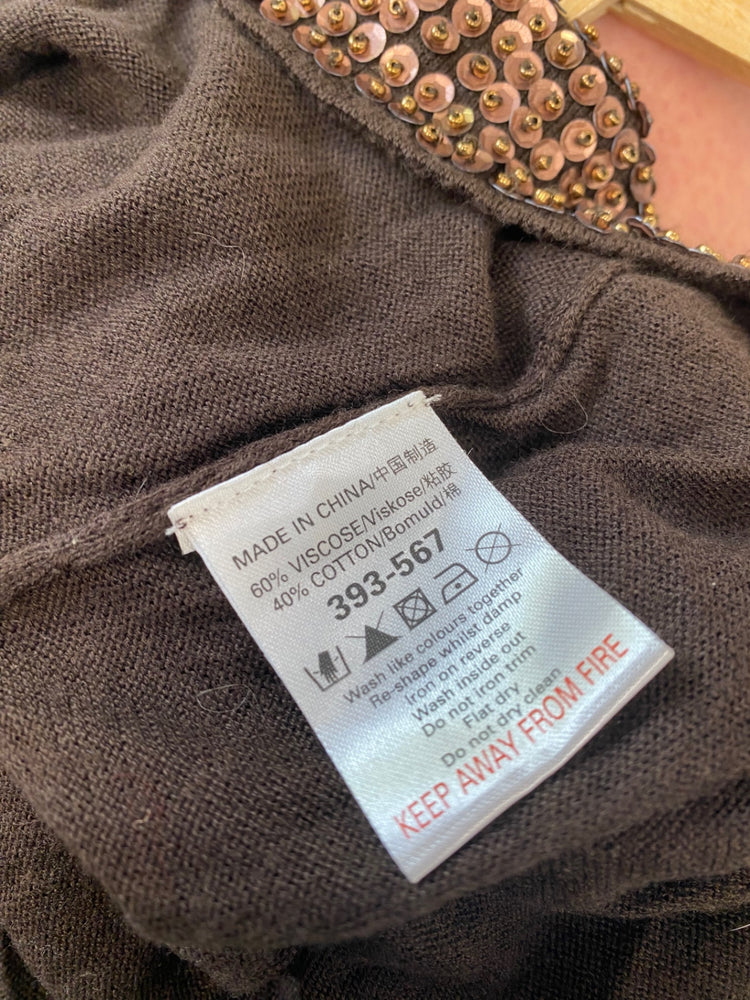 MADE IN CHINA/中国制造
60% VISCOSE/Viskose/粘胶
40% COTTON/Bomuld/棉
393-567
Wash like colours together
Re-shape whilst damp
iron on reverse
Wash inside out
Do not iron trim
Flat dry
Do not dry clean
KEEP AWAY FROM FIRE